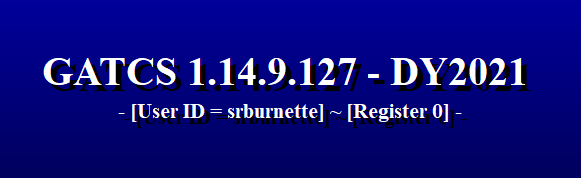 GATCS 1.14.9.127 - DY2021
- [User ID = srburnette] ~ [Register 0] -